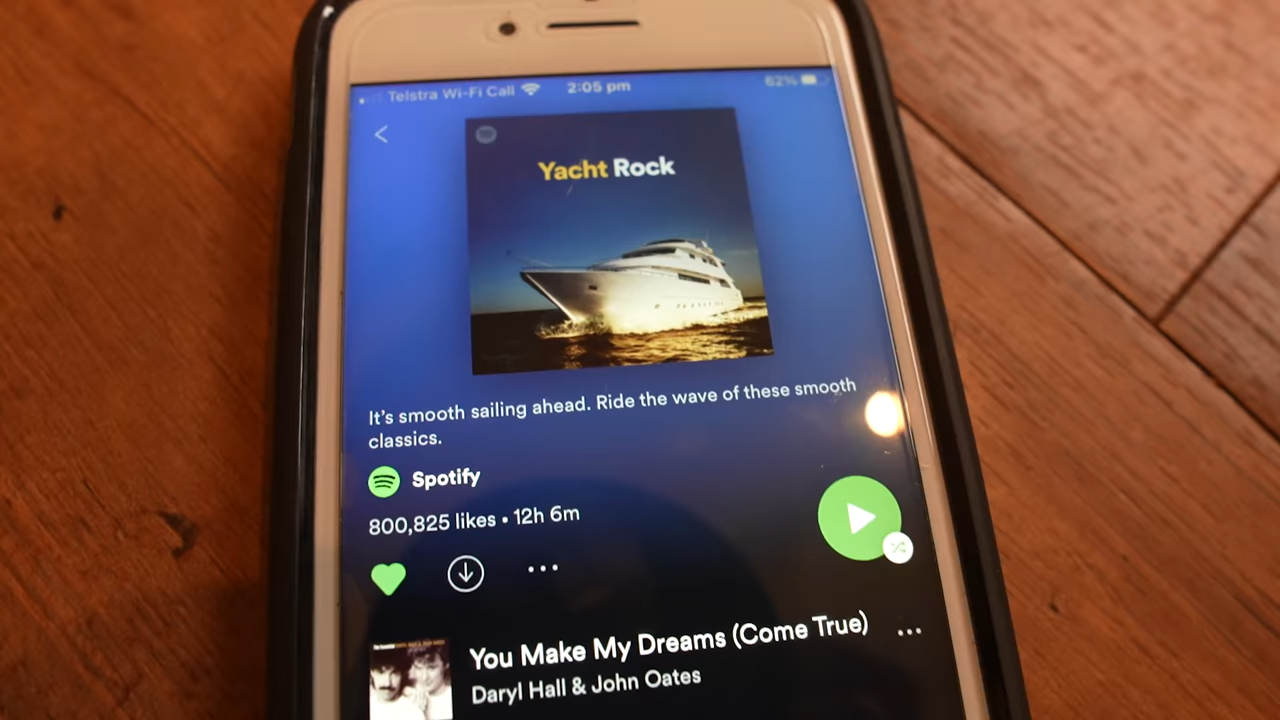 Telstra Wi-Fi Call 2:05 pm 62%
Yacht Rock
It's smooth sailing ahead. Ride the wave of these smooth
classics.
Spotify
800,825 likes • 12h 6m
You Make My Dreams (Come True)
Daryl Hall & John Oates